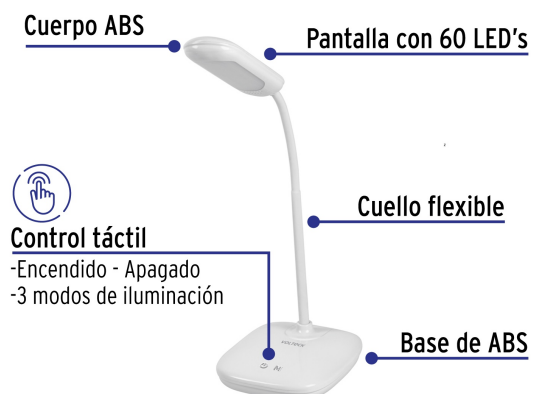 Cuerpo ABS
Pantalla con 60 LED's
Cuello flexible
Control táctil
-Encendido - Apagado
-3 modos de iluminación
VOLTECK
Base de ABS
M